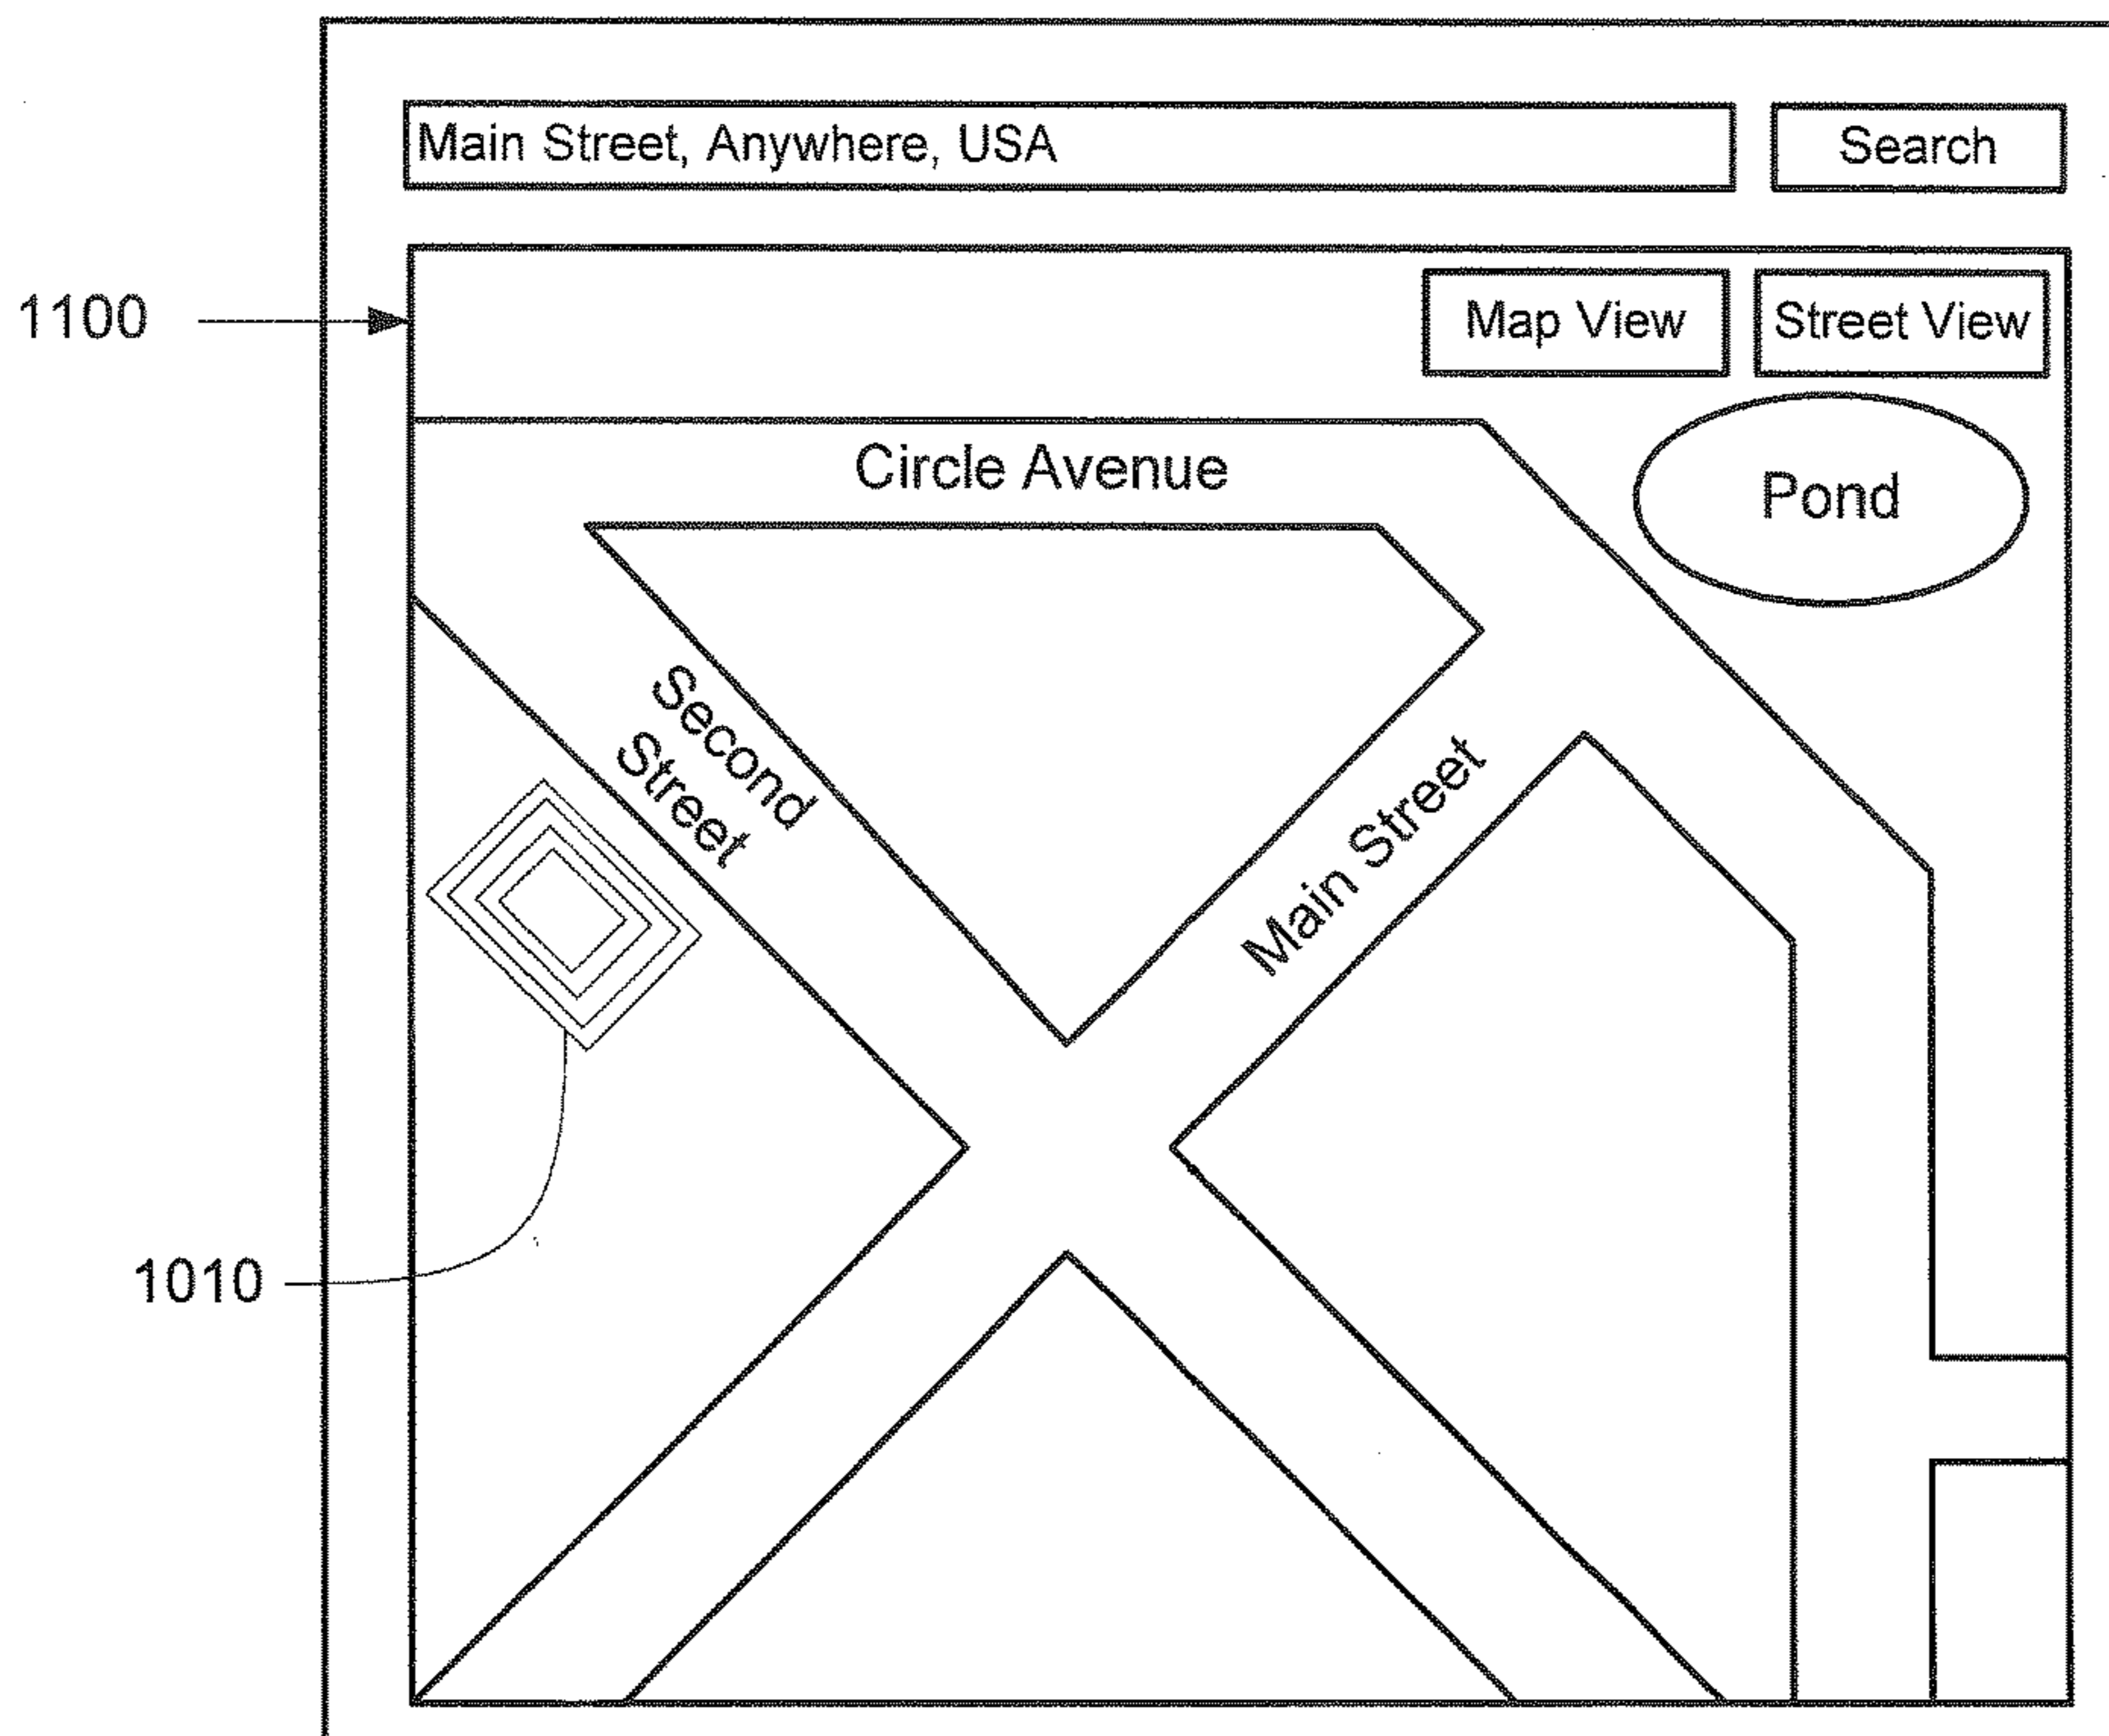 Main Street, Anywhere, USA
Search
1100
Map View
Street View
Circle Avenue
Pond
Second
Street
Main Street
1010